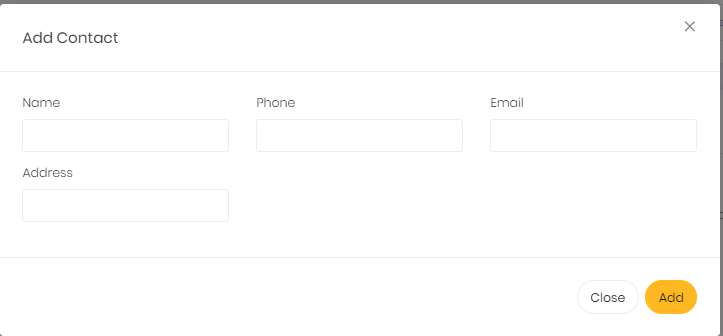 Add Contact
Name Phone Email
Address
Close Add